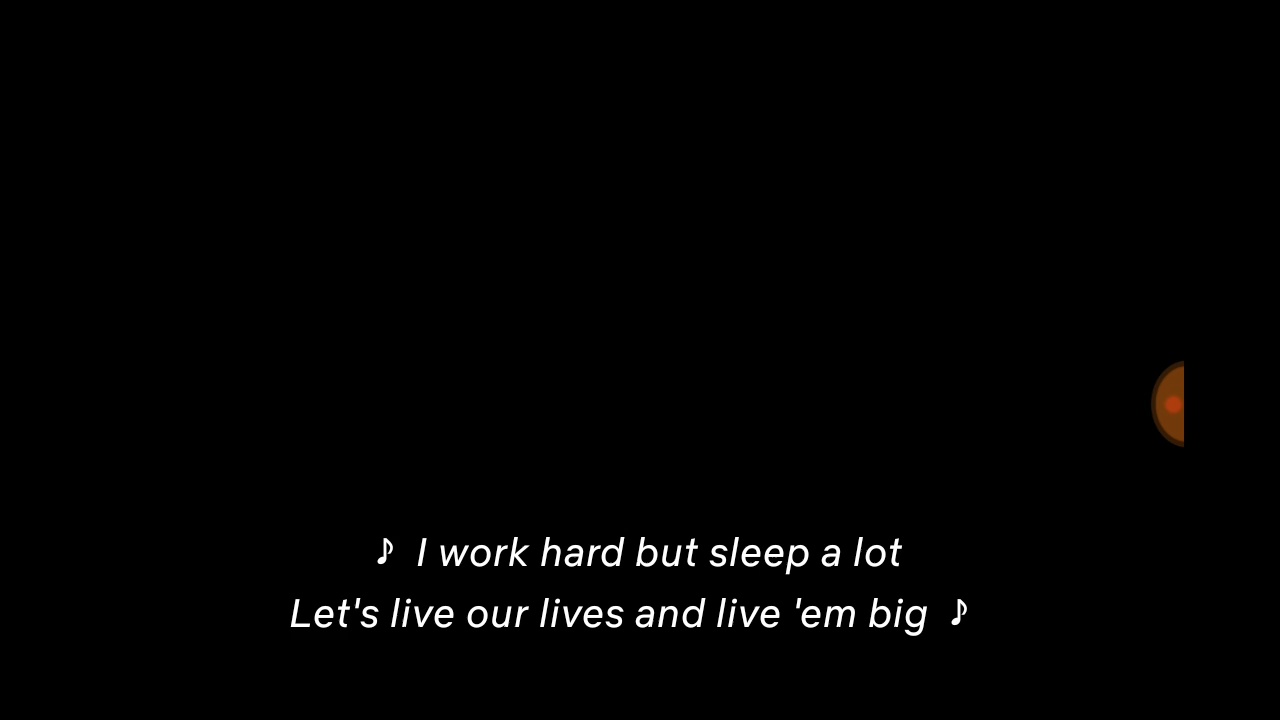 ♪ I work hard but sleep a lot
Let's live our lives and live 'em big ♪